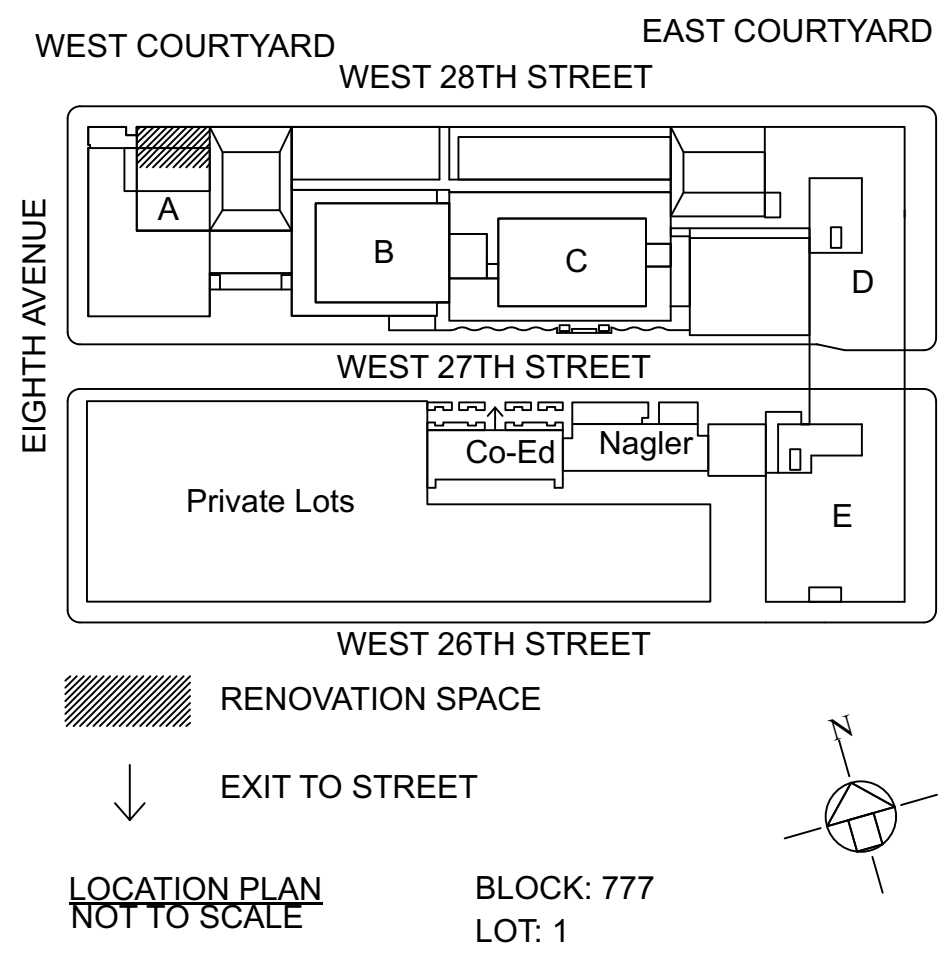 WEST COURTYARD
EAST COURTYARD
WEST 28TH STREET
EIGHTH AVENUE
A
B
C
D
WEST 27TH STREET
Co-Ed
Nagler
Private Lots
E
WEST 26TH STREET
RENOVATION SPACE
EXIT TO STREET
N
LOCATION PLAN
NOT TO SCALE
BLOCK: 777
LOT: 1